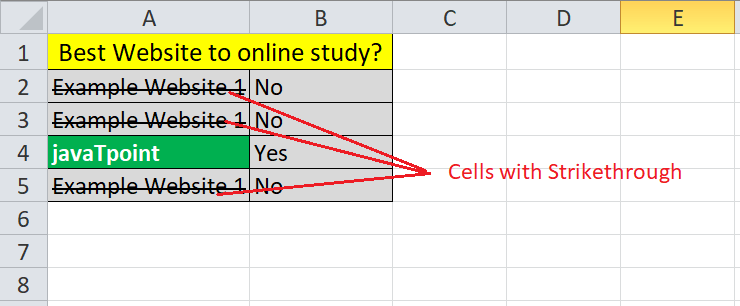 A B C D E
1 Best Website to online study?
2 Example Website 1 No
3 Example Website 1 No
4 javaTpoint Yes
5 Example Website 1 No
Cells with Strikethrough
6
7
8